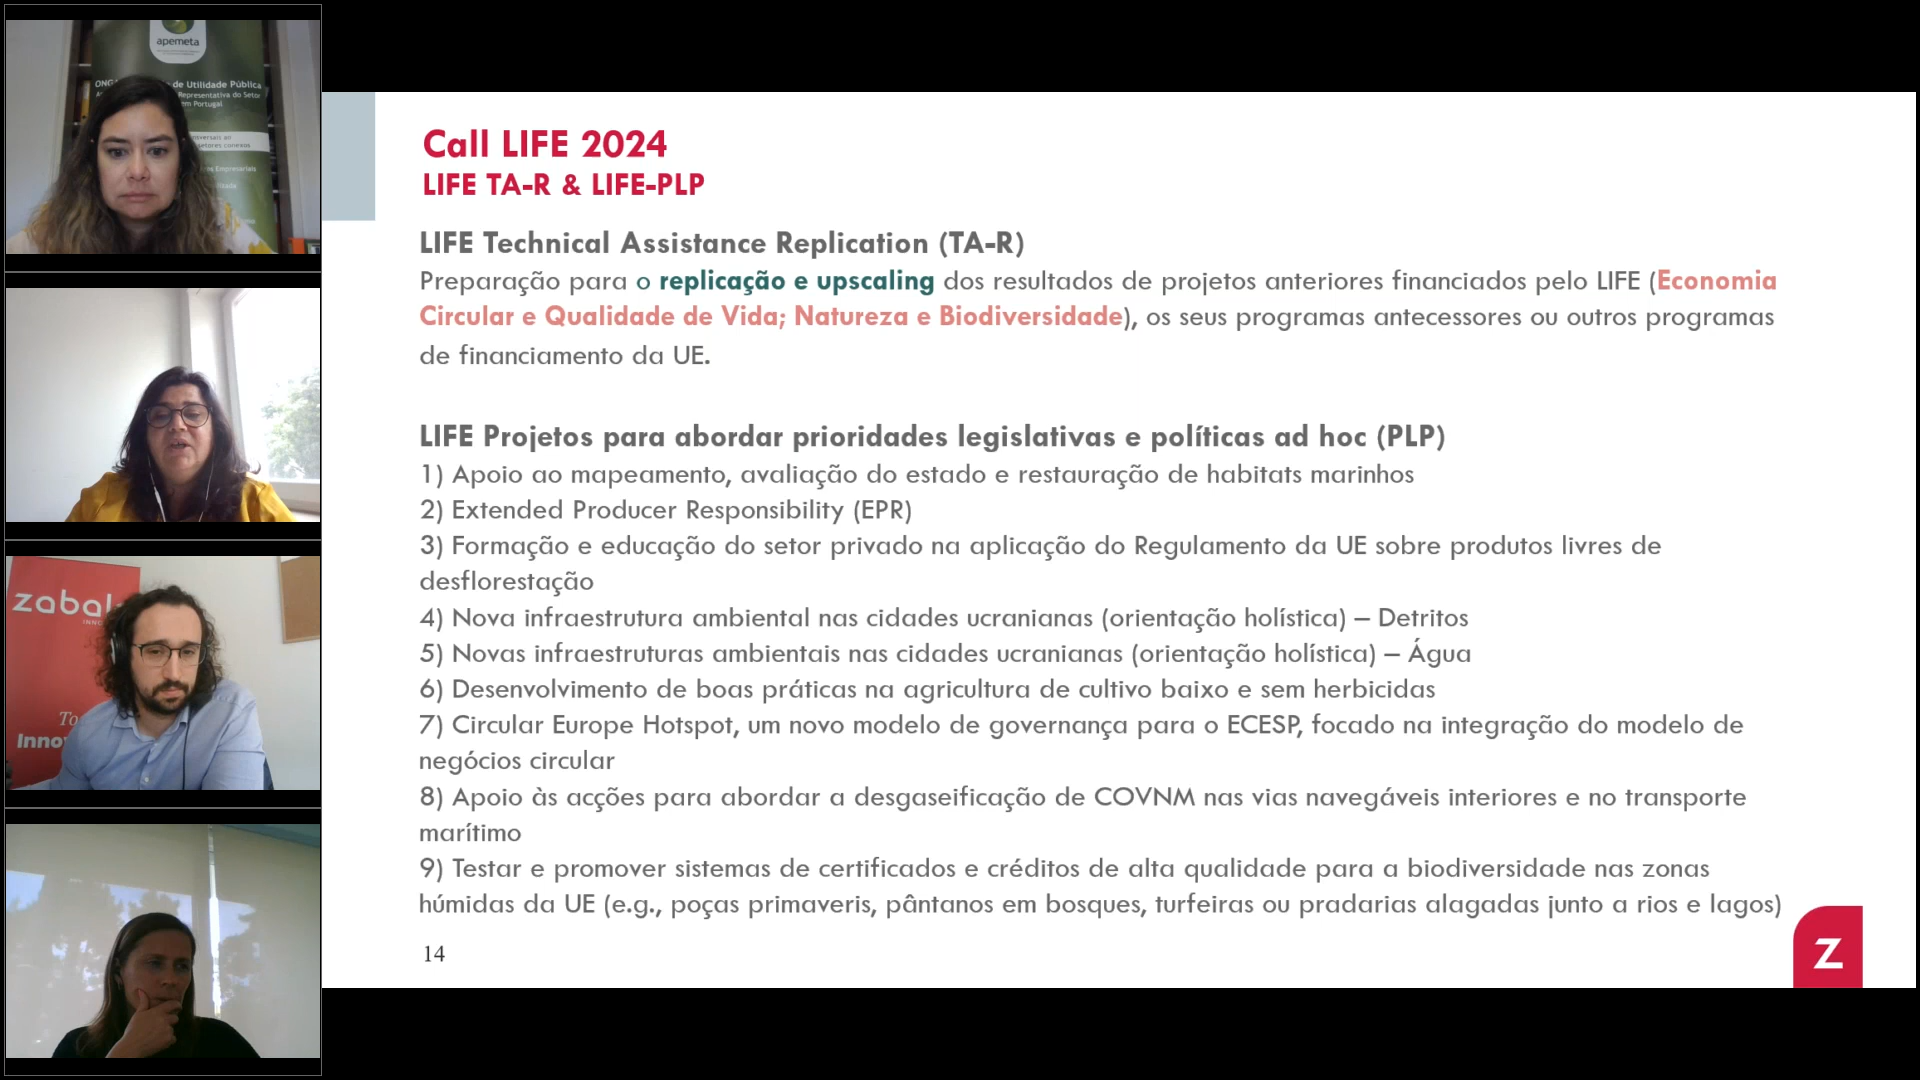 apemeta
de Utilidade Pública
Representativa do Setor
em Portugal
setores conexos
zabal
To
Inno
Call LIFE 2024
LIFE TA-R & LIFE-PLP
LIFE Technical Assistance Replication (TA-R)
Preparação para o replicação e upscaling dos resultados de projetos anteriores financiados pelo LIFE (Economia
Circular e Qualidade de Vida; Natureza e Biodiversidade), os seus programas antecessores ou outros programas
de financiamento da UE.
LIFE Projetos para abordar prioridades legislativas e políticas ad hoc (PLP)
1) Apoio ao mapeamento, avaliação do estado e restauração de habitats marinhos
2) Extended Producer Responsibility (EPR)
3) Formação e educação do setor privado na aplicação do Regulamento da UE sobre produtos livres de
desflorestação
4) Nova infraestrutura ambiental nas cidades ucranianas (orientação holística) – Detritos
5) Novas infraestruturas ambientais nas cidades ucranianas (orientação holística) – Água
6) Desenvolvimento de boas práticas na agricultura de cultivo baixo e sem herbicidas
7) Circular Europe Hotspot, um novo modelo de governança para o ECESP, focado na integração do modelo de
negócios circular
8) Apoio às acções para abordar a desgaseificação de COVNM nas vias navegáveis interiores e no transporte
marítimo
9) Testar e promover sistemas de certificados e créditos de alta qualidade para a biodiversidade nas zonas
húmidas da UE (e.g., poças primaveris, pântanos em bosques, turfeiras ou pradarias alagadas junto a rios e lagos)
14
z